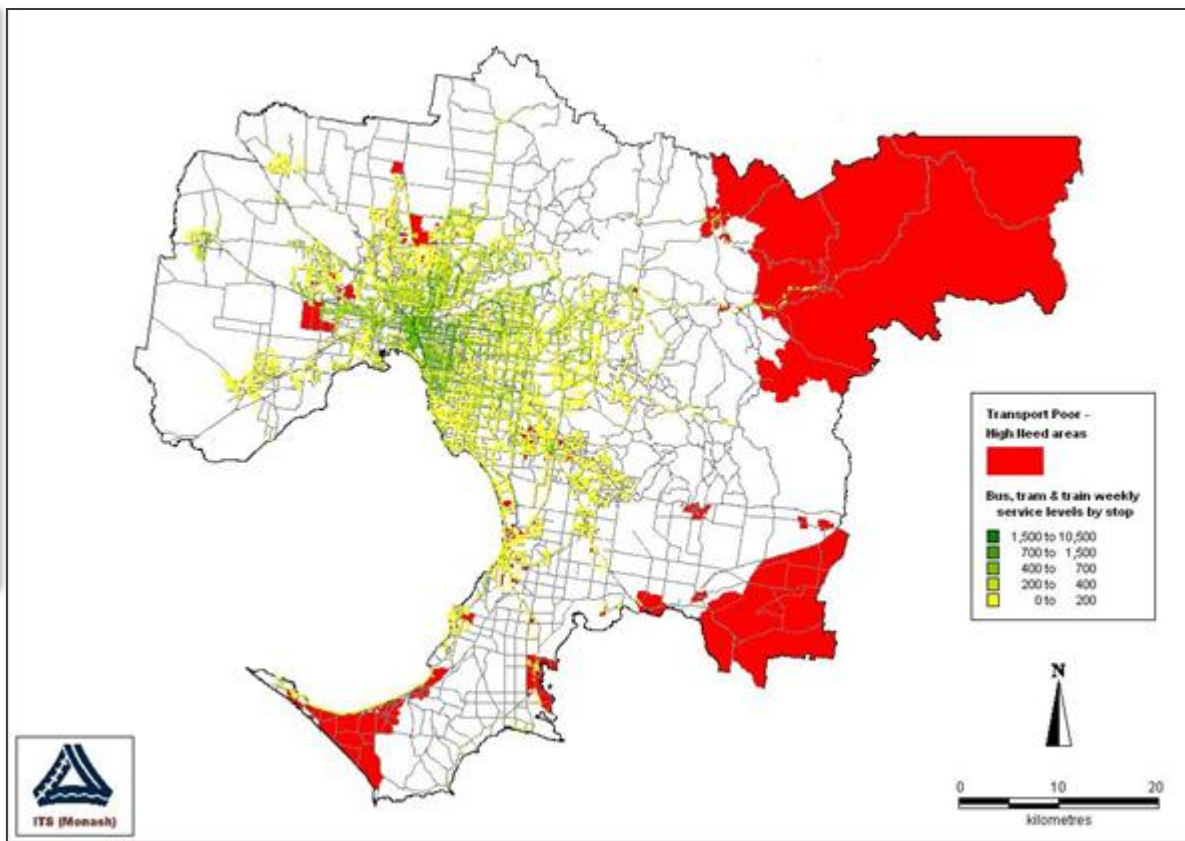 Transport Poor -
High Need areas
Bus, tram & train weekly
service levels by stop
1,500 to 10,500
700 to 1,500
400 to 700
200 to 400
0 to 200
N
0 10 20
kilometres
ITS (Monash)